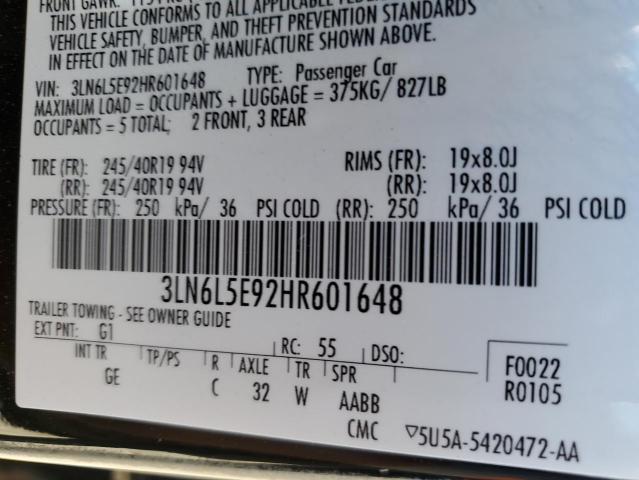 FRONT GAWR:
THIS VEHICLE CONFORMS TO ALL APPLICABLE
VEHICLE SAFETY, BUMPER, AND THEFT PREVENTION STANDARDS
IN EFFECT ON THE DATE OF MANUFACTURE SHOWN ABOVE.
VIN: 3LN6L5E92HR601648 TYPE: Passenger Car
MAXIMUM LOAD = OCCUPANTS + LUGGAGE = 375KG/ 827LB
OCCUPANTS = 5 TOTAL; 2 FRONT, 3 REAR
TIRE (FR): 245/40R19 94V RIMS (FR): 19x8.0J
(RR): 245/40R19 94V (RR): 19x8.0J
PRESSURE (FR): 250 kPa/ 36 PSI COLD (RR): 250 kPa/ 36 PSI COLD
3LN6L5E92HR601648
TRAILER TOWING - SEE OWNER GUIDE
EXT PNT: G1 RC: 55 DSO: F0022
INT TR TP/PS R AXLE TR SPR R0105
GE C 32 W AABB
CMC ▽5U5A-5420472-AA